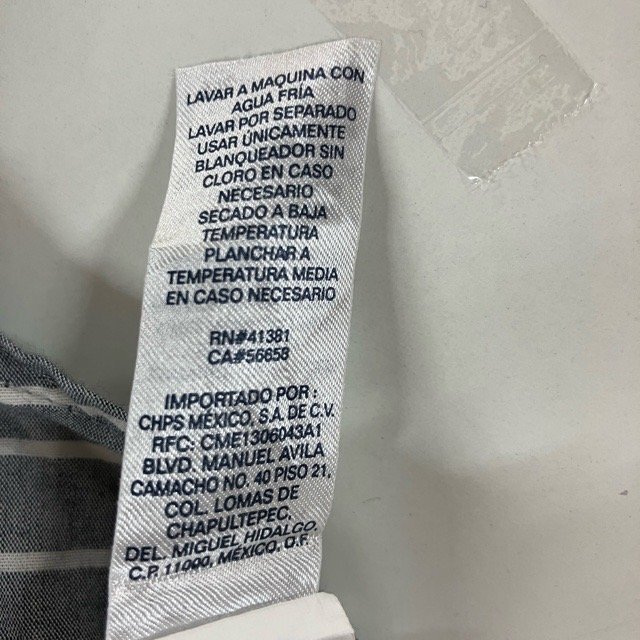 LAVAR A MAQUINA CON
AGUA FRÍA
LAVAR POR SEPARADO
USAR ÚNICAMENTE
BLANQUEADOR SIN
CLORO EN CASO
NECESARIO
SECADO A BAJA
TEMPERATURA
PLANCHAR A
TEMPERATURA MEDIA
EN CASO NECESARIO
RN#41381
CA#56658
IMPORTADO POR :
CHPS MÉXICO, S.A. DE C.V.
RFC: CME1306043A1
BLVD. MANUEL AVILA
CAMACHO NO. 40 PISO 21,
COL. LOMAS DE
CHAPULTEPEC,
DEL. MIGUEL HIDALGO,
C.P. 11000, MÉXICO, D.F.